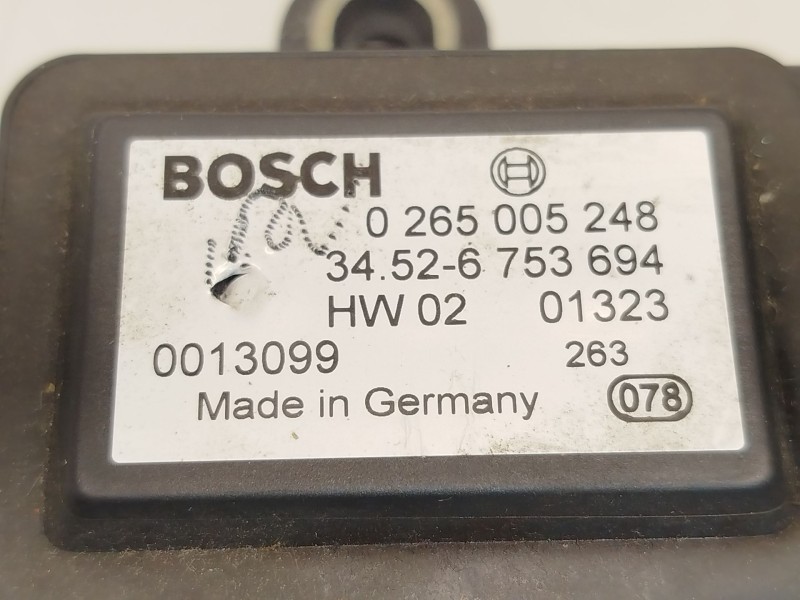 BOSCH
0 265 005 248
34.52-6 753 694
HW 02 01323
0013099 263
Made in Germany 078